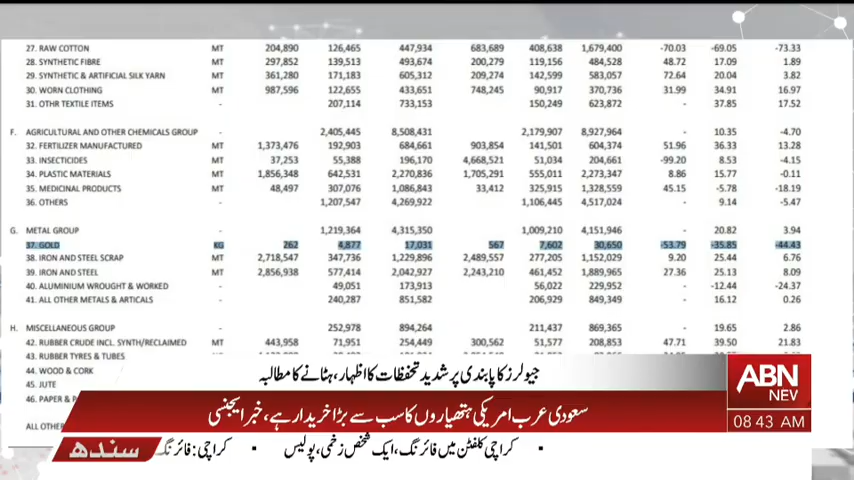 27. RAW COTTON MT 204,890 126,465 447,934 683,689 408,638 1,679,400 -70.03 -69.05 -73.33
28. SYNTHETIC FIBRE MT 297,852 139,513 493,674 200,279 119,156 484,528 48.72 17.09 1.89
29. SYNTHETIC & ARTIFICIAL SILK YARN MT 361,280 171,183 605,312 209,274 142,599 583,057 72.64 20.04 3.82
30. WORN CLOTHING MT 987,596 122,655 433,651 748,245 90,917 370,736 31.99 34.91 16.97
31. OTHR TEXTILE ITEMS - 207,114 733,153 150,249 623,872 - 37.85 17.52
F. AGRICULTURAL AND OTHER CHEMICALS GROUP - 2,405,445 8,508,431 2,179,907 8,927,964 - 10.35 -4.70
32. FERTILIZER MANUFACTURED MT 1,373,476 192,903 684,661 903,854 141,501 604,374 51.96 36.33 13.28
33. INSECTICIDES MT 37,253 55,388 196,170 4,668,521 51,034 204,661 -99.20 8.53 -4.15
34. PLASTIC MATERIALS MT 1,856,348 642,531 2,270,836 1,705,291 555,011 2,273,347 8.86 15.77 -0.11
35. MEDICINAL PRODUCTS MT 48,497 307,076 1,086,843 33,412 325,915 1,328,559 45.15 -5.78 -18.19
36. OTHERS - 1,207,547 4,269,922 1,106,445 4,517,024 - 9.14 -5.47
G. METAL GROUP - 1,219,364 4,315,350 1,009,210 4,151,946 20.82 3.94
37. GOLD KG 262 4,877 17,031 567 7,602 30,650 -53.79 -35.85 -44.43
38. IRON AND STEEL SCRAP MT 2,718,547 347,736 1,229,896 2,489,557 277,205 1,152,029 9.20 25.44 6.76
39. IRON AND STEEL MT 2,856,938 577,414 2,042,927 2,243,210 461,452 1,889,965 27.36 25.13 8.09
40. ALUMINIUM WROUGHT & WORKED - 49,051 173,913 56,022 229,952 - -12.44 -24.37
41. ALL OTHER METALS & ARTICALS - 240,287 851,582 206,929 849,349 - 16.12 0.26
H. MISCELLANEOUS GROUP - 252,978 894,264 211,437 869,365 - 19.65 2.86
42. RUBBER CRUDE INCL. SYNTH/RECLAIMED MT 443,958 71,951 254,449 300,562 51,577 208,853 47.71 39.50 21.83
43. RUBBER TYRES & TUBES
44. WOOD & CORK
45. JUTE
46. PAPER & P
ALL OTHE
جیولرز کا پابندی پر شدید تحفظات کا اظہار، ہٹانے کا مطالبہ
سعودی عرب امریکی ہتھیاروں کا سب سے بڑا خریدار ہے، خبر ایجنسی
ABN
NEV
08:43 AM
سندھ
▪ کراچی کلفٹن میں فائرنگ، ایک شخص زخمی، پولیس ▪ کراچی: فائرنگ